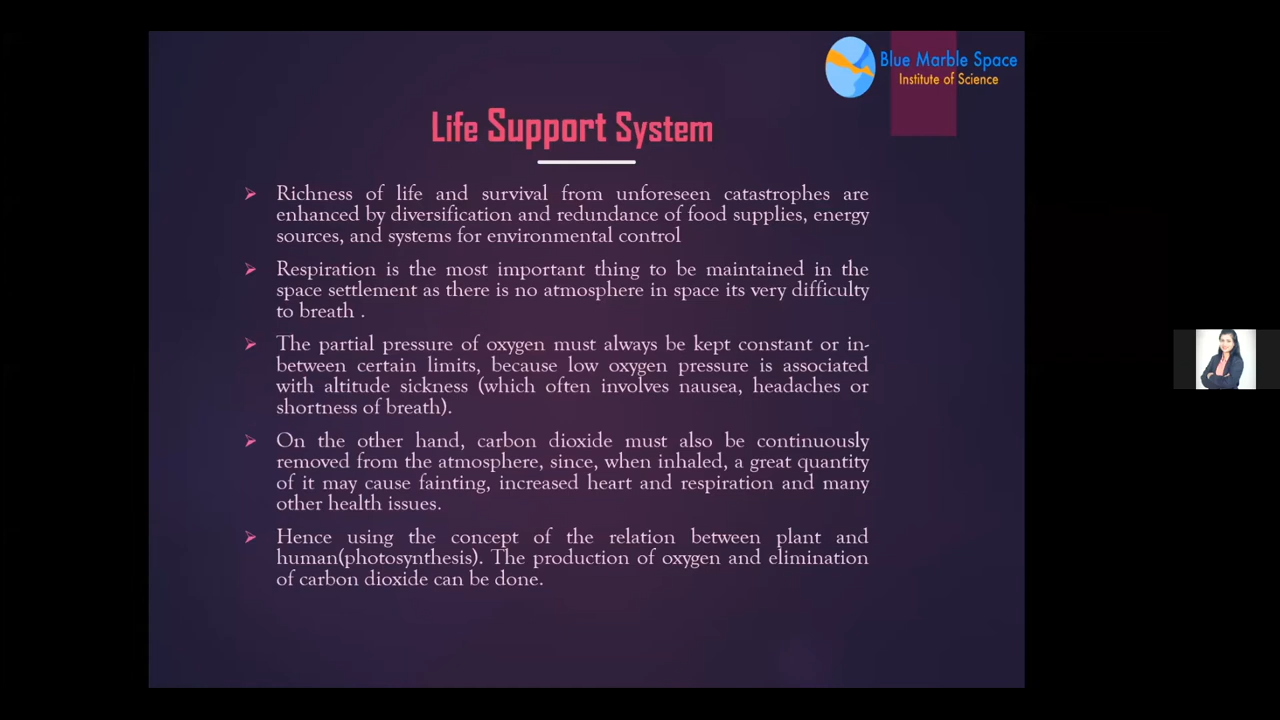 Blue Marble Space
Institute of Science
Life Support System
Richness of life and survival from unforeseen catastrophes are
enhanced by diversification and redundance of food supplies, energy
sources, and systems for environmental control
Respiration is the most important thing to be maintained in the
space settlement as there is no atmosphere in space its very difficulty
to breath .
The partial pressure of oxygen must always be kept constant or in-
between certain limits, because low oxygen pressure is associated
with altitude sickness (which often involves nausea, headaches or
shortness of breath).
On the other hand, carbon dioxide must also be continuously
removed from the atmosphere, since, when inhaled, a great quantity
of it may cause fainting, increased heart and respiration and many
other health issues.
Hence using the concept of the relation between plant and
human(photosynthesis). The production of oxygen and elimination
of carbon dioxide can be done.